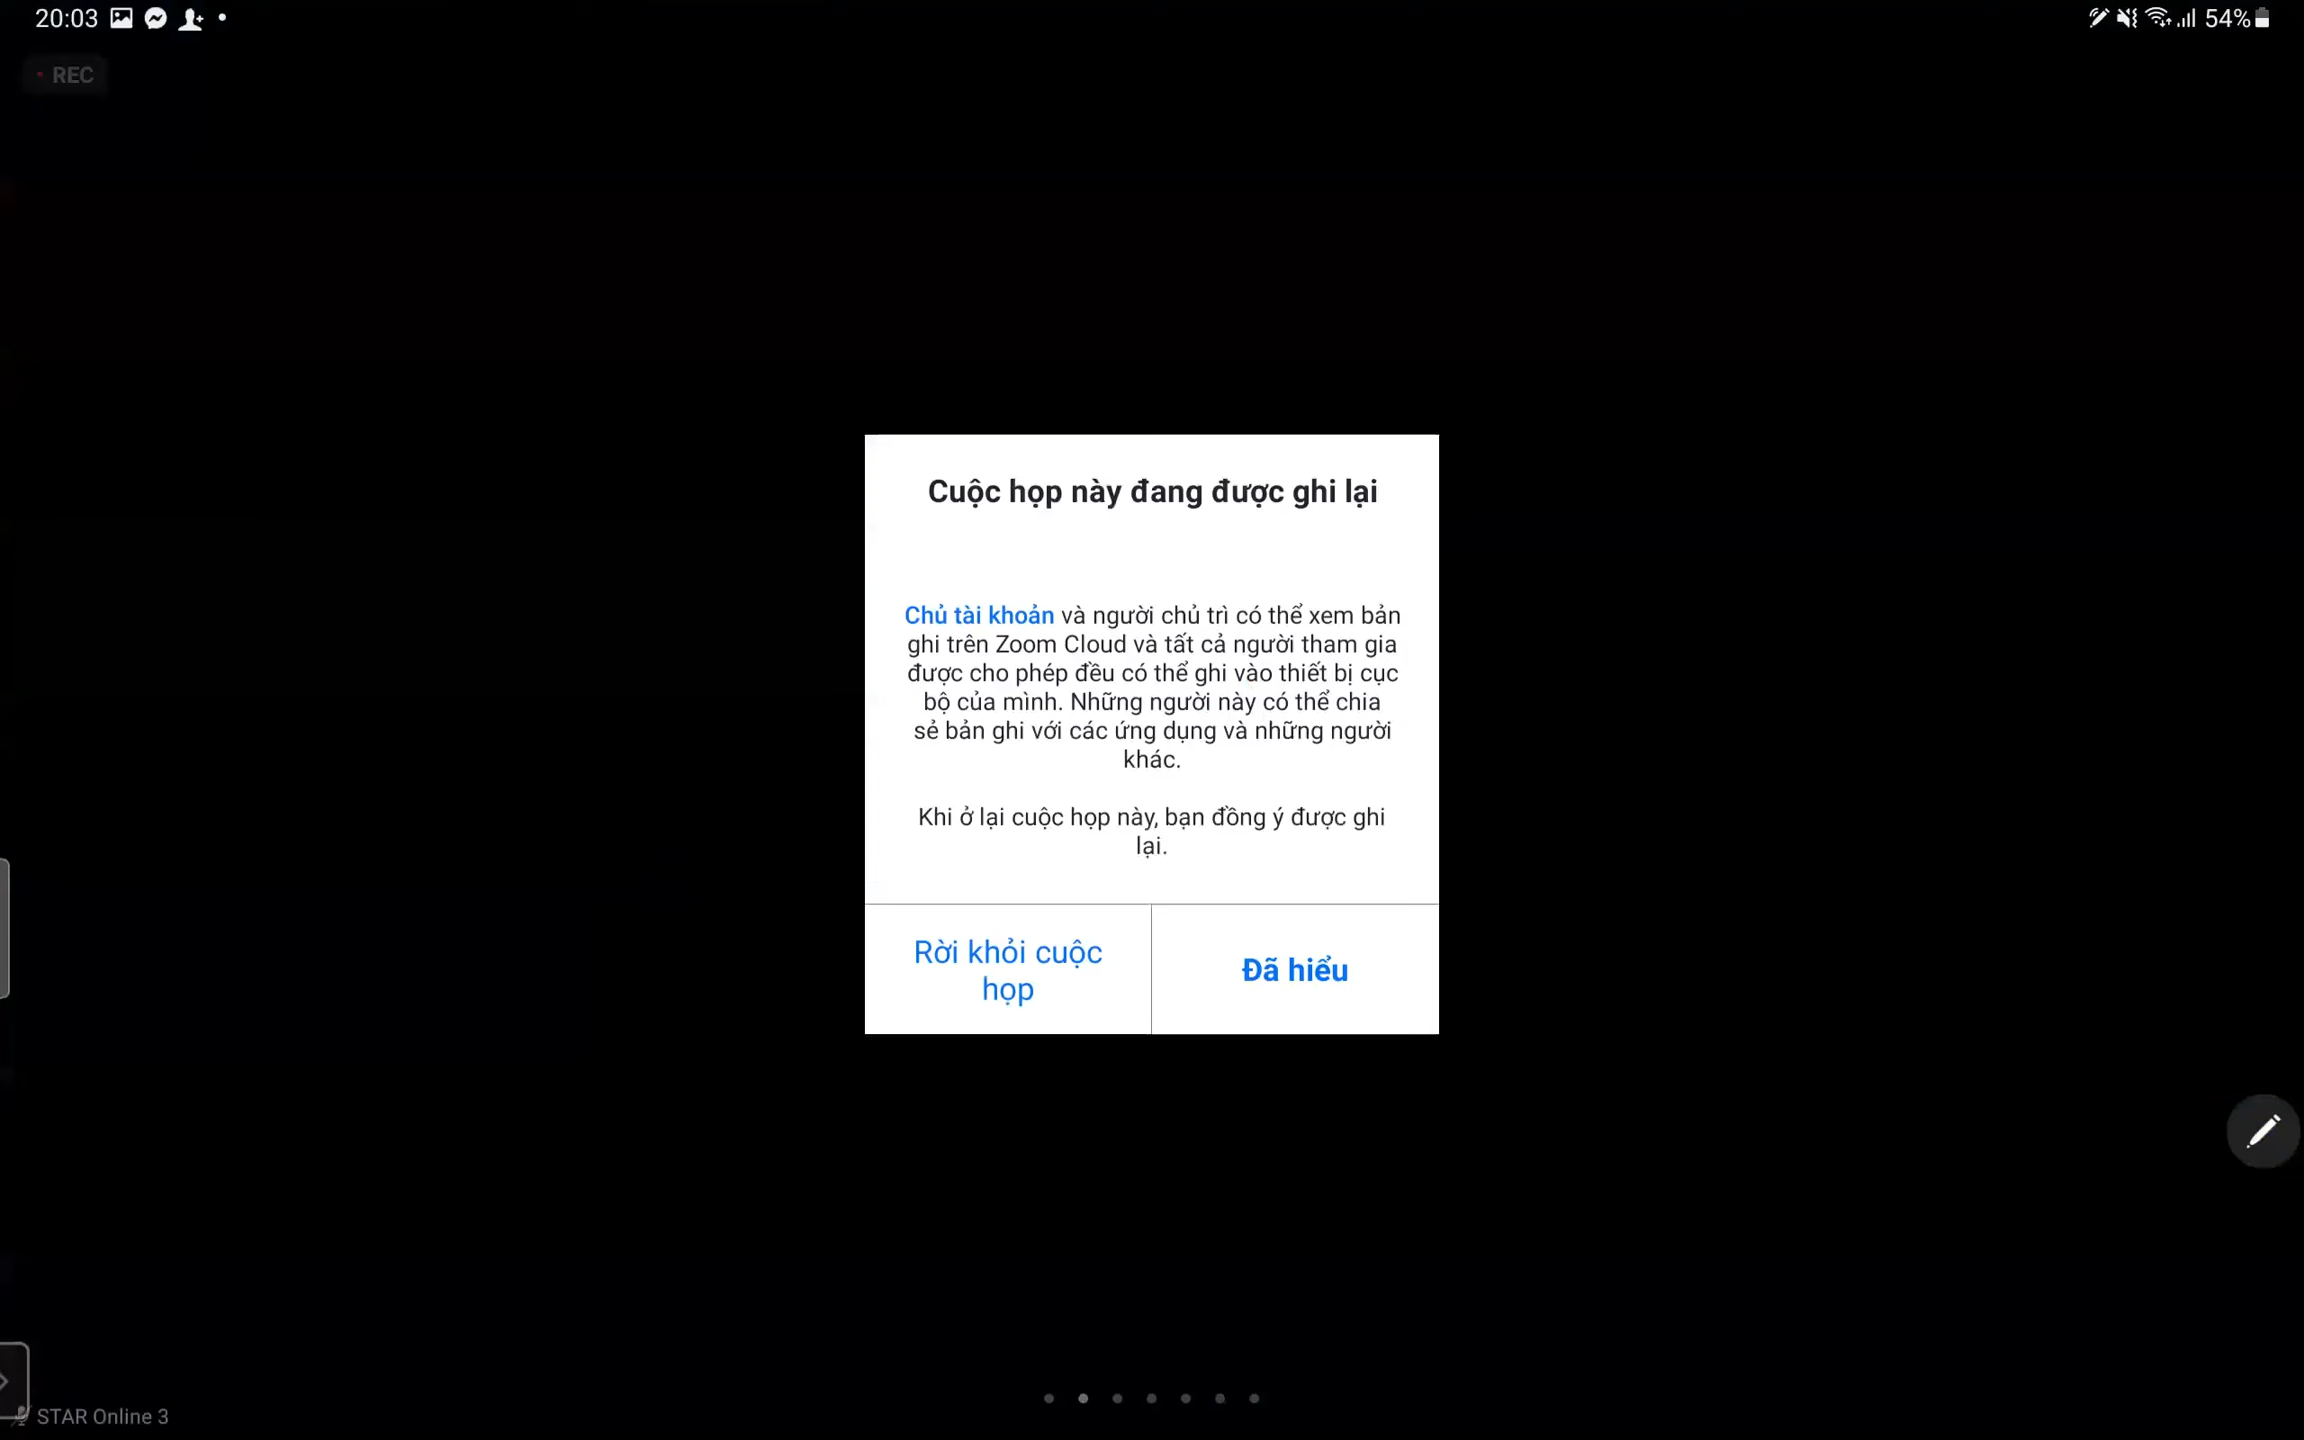 20:03
54%
REC
Cuộc họp này đang được ghi lại
Chủ tài khoản và người chủ trì có thể xem bản
ghi trên Zoom Cloud và tất cả người tham gia
được cho phép đều có thể ghi vào thiết bị cục
bộ của mình. Những người này có thể chia
sẻ bản ghi với các ứng dụng và những người
khác.
Khi ở lại cuộc họp này, bạn đồng ý được ghi
lại.
Rời khỏi cuộc
họp
Đã hiểu
STAR Online 3